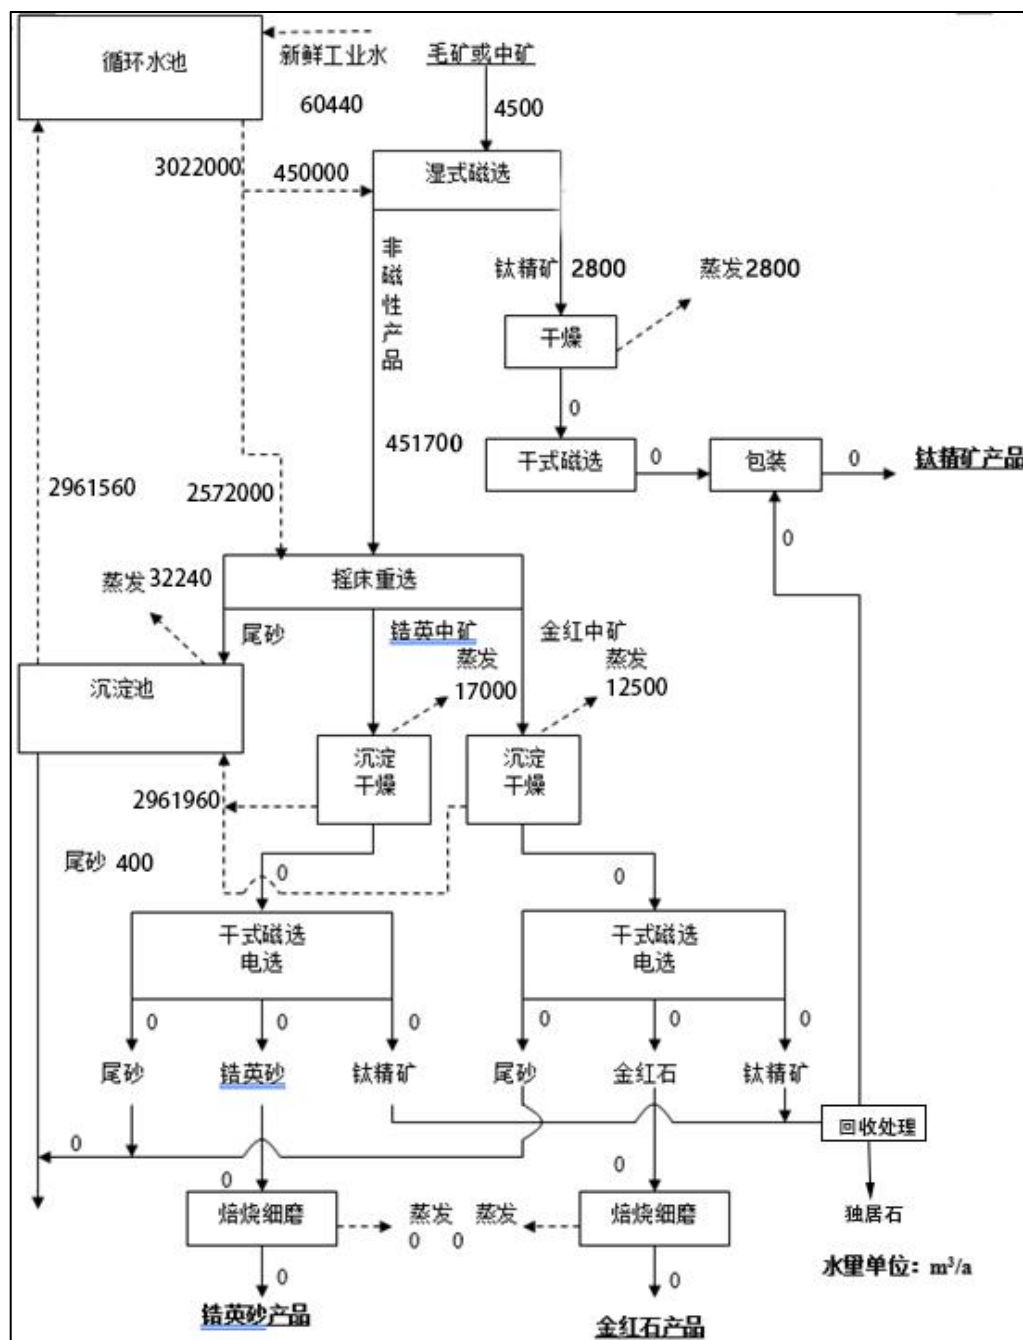 循环水池
新鲜工业水
60440
毛矿或中矿
4500
3022000
450000
湿式磁选
非磁性产品
钛精矿 2800
蒸发2800
干燥
0
451700
干式磁选
0
包装
0
钛精矿产品
2961560
2572000
0
摇床重选
蒸发 32240
尾砂
锆英中矿
金红中矿
蒸发
17000
蒸发
12500
沉淀池
沉淀
干燥
沉淀
干燥
2961960
尾砂 400
0
0
干式磁选
电选
干式磁选
电选
0
0
0
0
0
0
尾砂
锆英砂
钛精矿
尾砂
金红石
钛精矿
回收处理
0
0
0
焙烧细磨
蒸发
0
蒸发
0
焙烧细磨
独居石
0
0
水量单位：m³/a
锆英砂产品
金红石产品